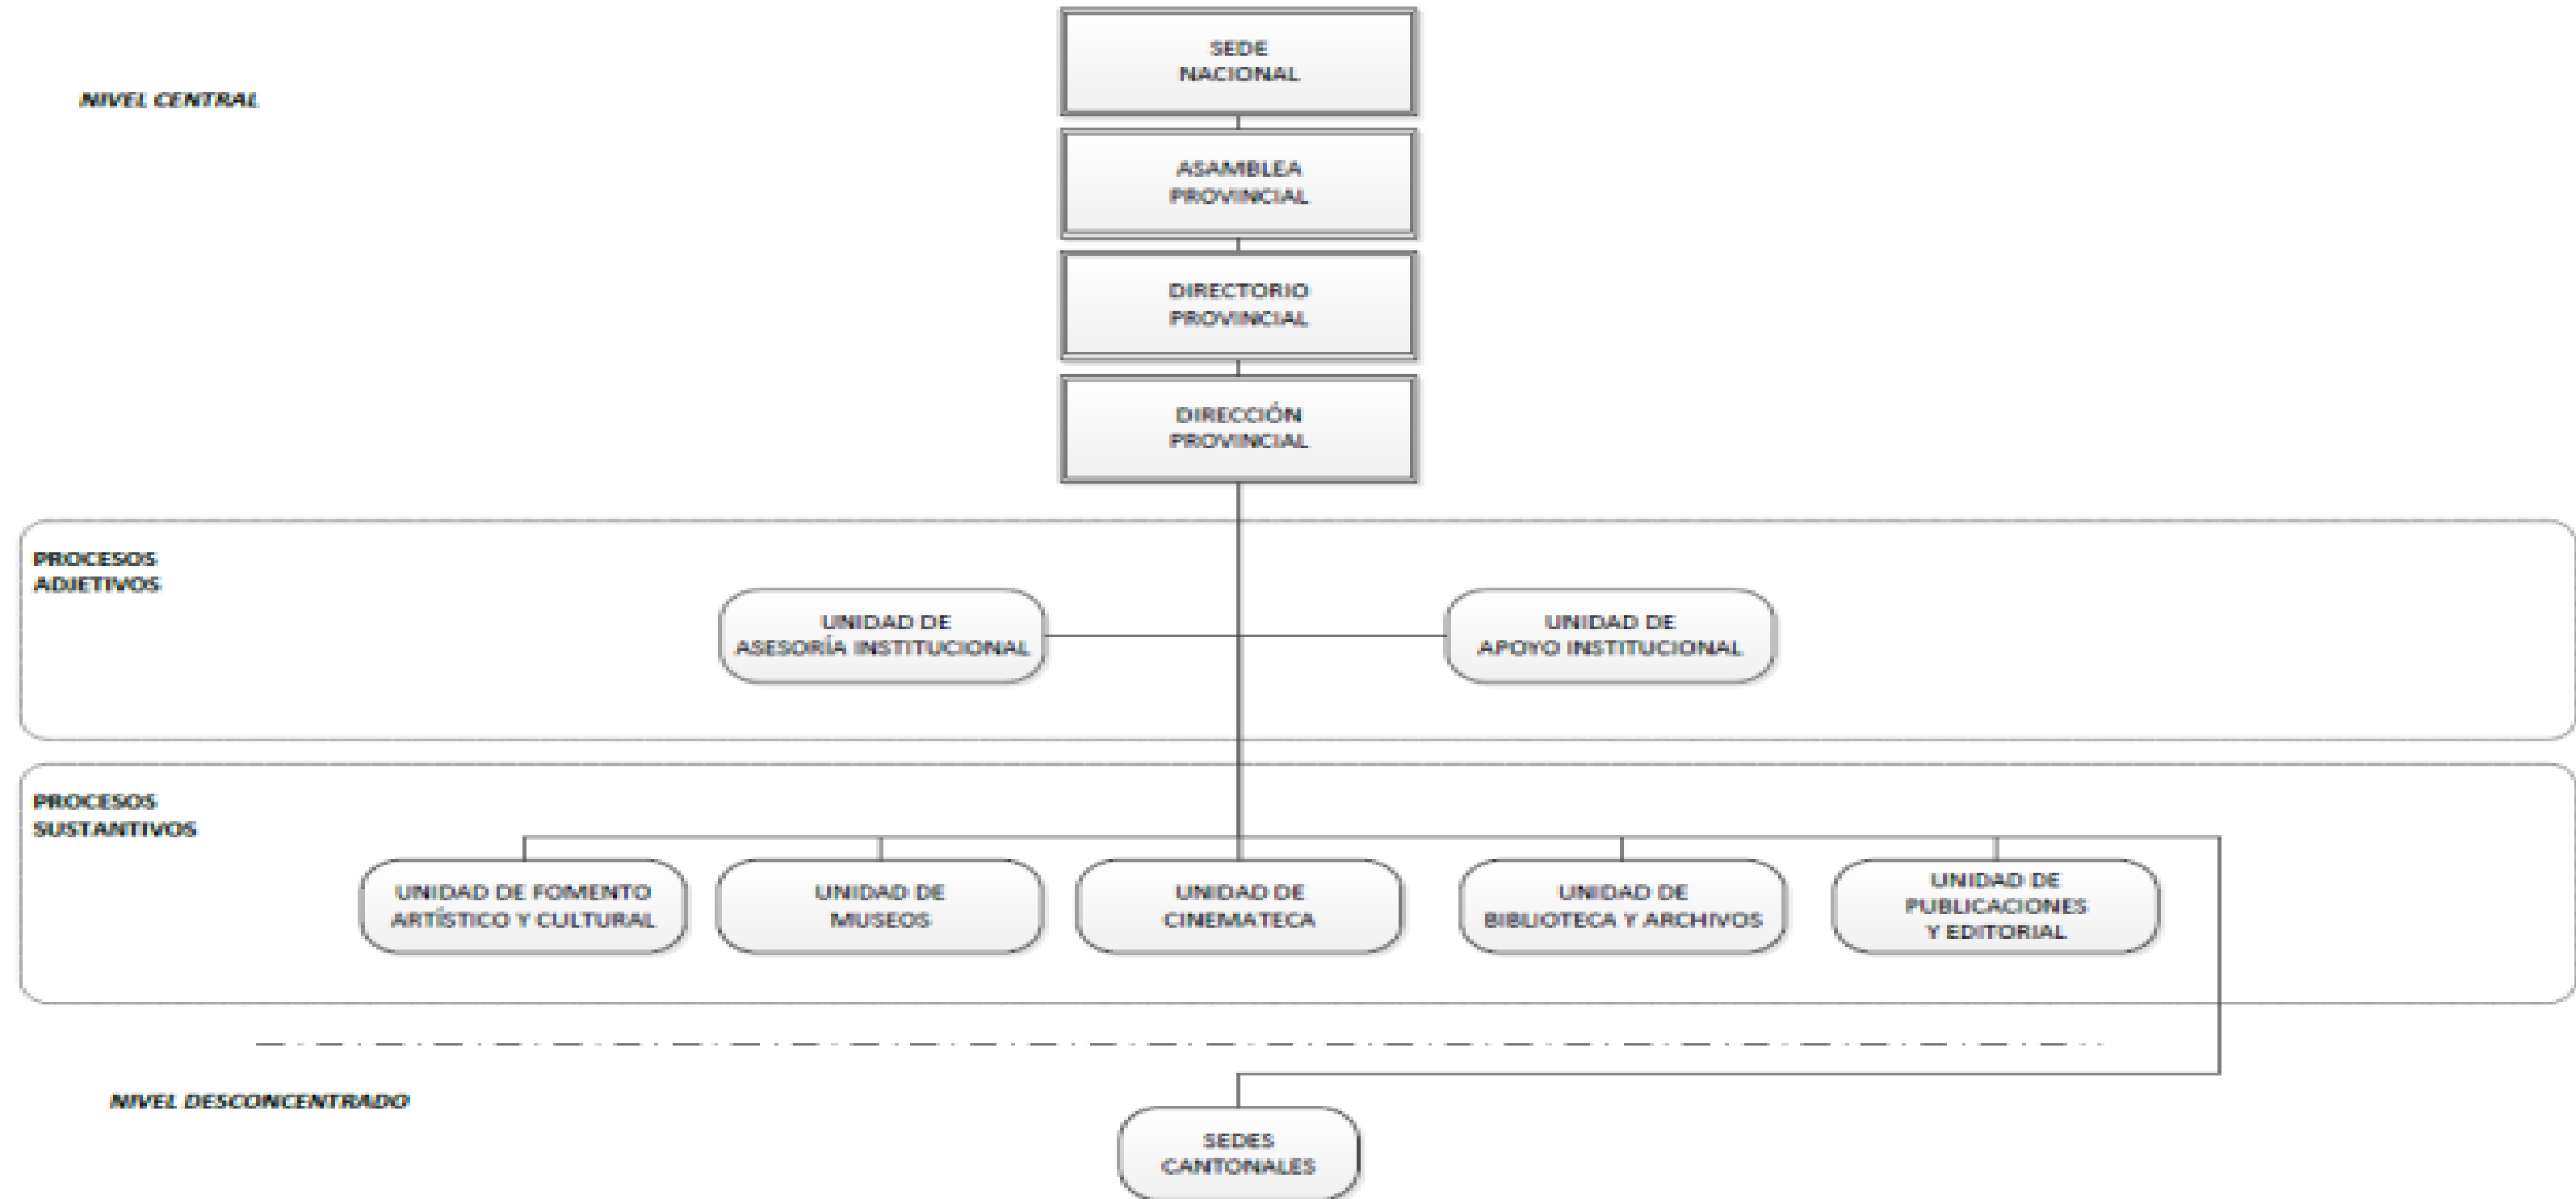 SEDE
NACIONAL
NIVEL CENTRAL
ASAMBLEA
PROVINCIAL
DIRECTORIO
PROVINCIAL
DIRECCIÓN
PROVINCIAL
PROCESOS
ADJETIVOS
UNIDAD DE
ASESORÍA INSTITUCIONAL
UNIDAD DE
APOYO INSTITUCIONAL
PROCESOS
SUSTANTIVOS
UNIDAD DE FOMENTO
ARTÍSTICO Y CULTURAL
UNIDAD DE
MUSEOS
UNIDAD DE
CINEMATECA
UNIDAD DE
BIBLIOTECA Y ARCHIVOS
UNIDAD DE
PUBLICACIONES
Y EDITORIAL
NIVEL DESCONCENTRADO
SEDES
CANTONALES